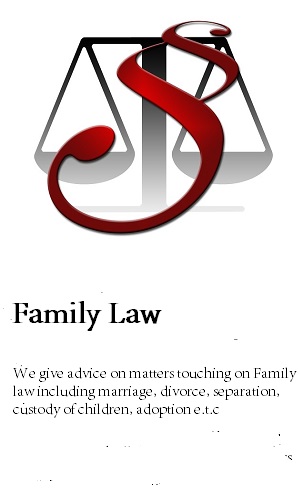 Family Law
We give advice on matters touching on Family
law including marriage, divorce, separation,
custody of children, adoption e.t.c